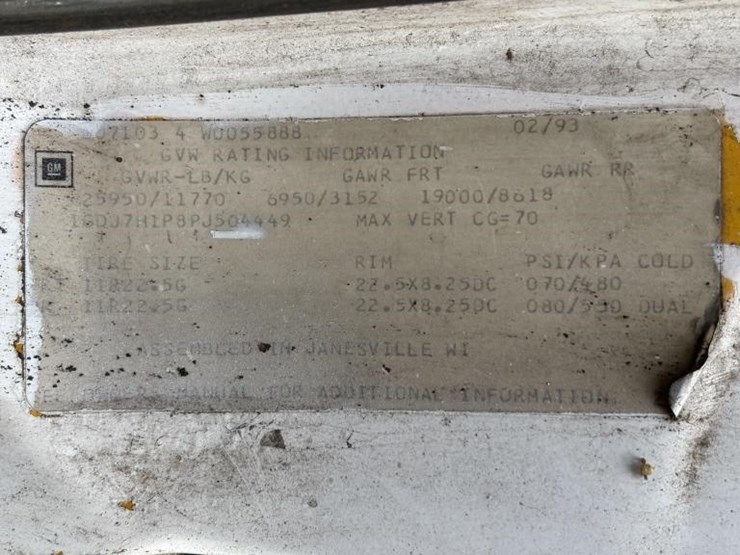 07103 4 W0055888 02/93
GM GVW RATING INFORMATION
GVWR-LB/KG GAWR FRT GAWR RR
25950/11770 6950/3152 19000/8618
1GDJ7H1P8PJ504449 MAX VERT CG=70
TIRE SIZE RIM PSI/KPA COLD
11R22.5G 22.5X8.25DC 070/480
11R22.5G 22.5X8.25DC 080/550 DUAL
ASSEMBLED IN JANESVILLE WI
MANUAL FOR ADDITIONAL INFORMATION